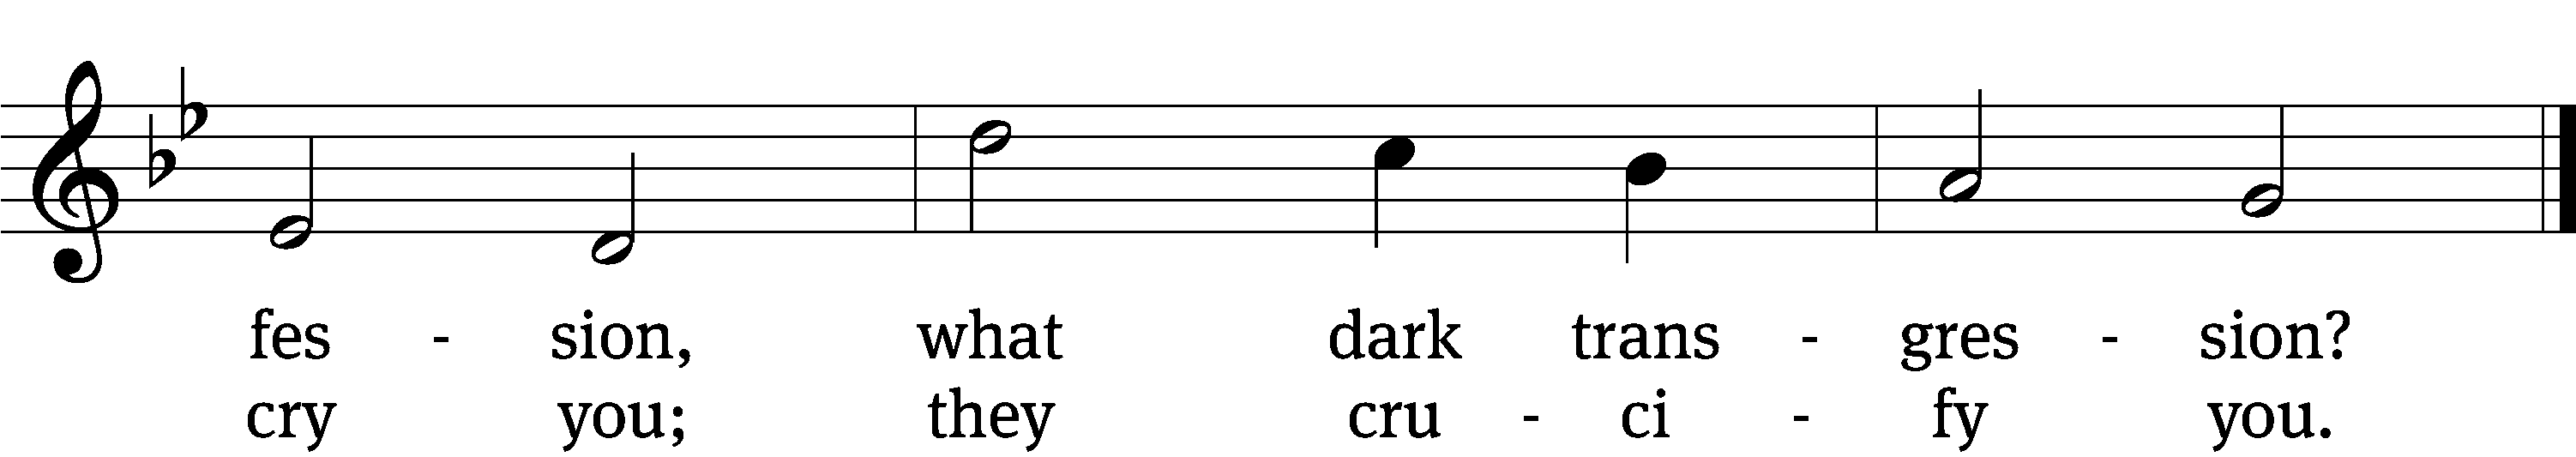 fes - sion, what dark trans - gres - sion?
cry you; they cru - ci - fy you.